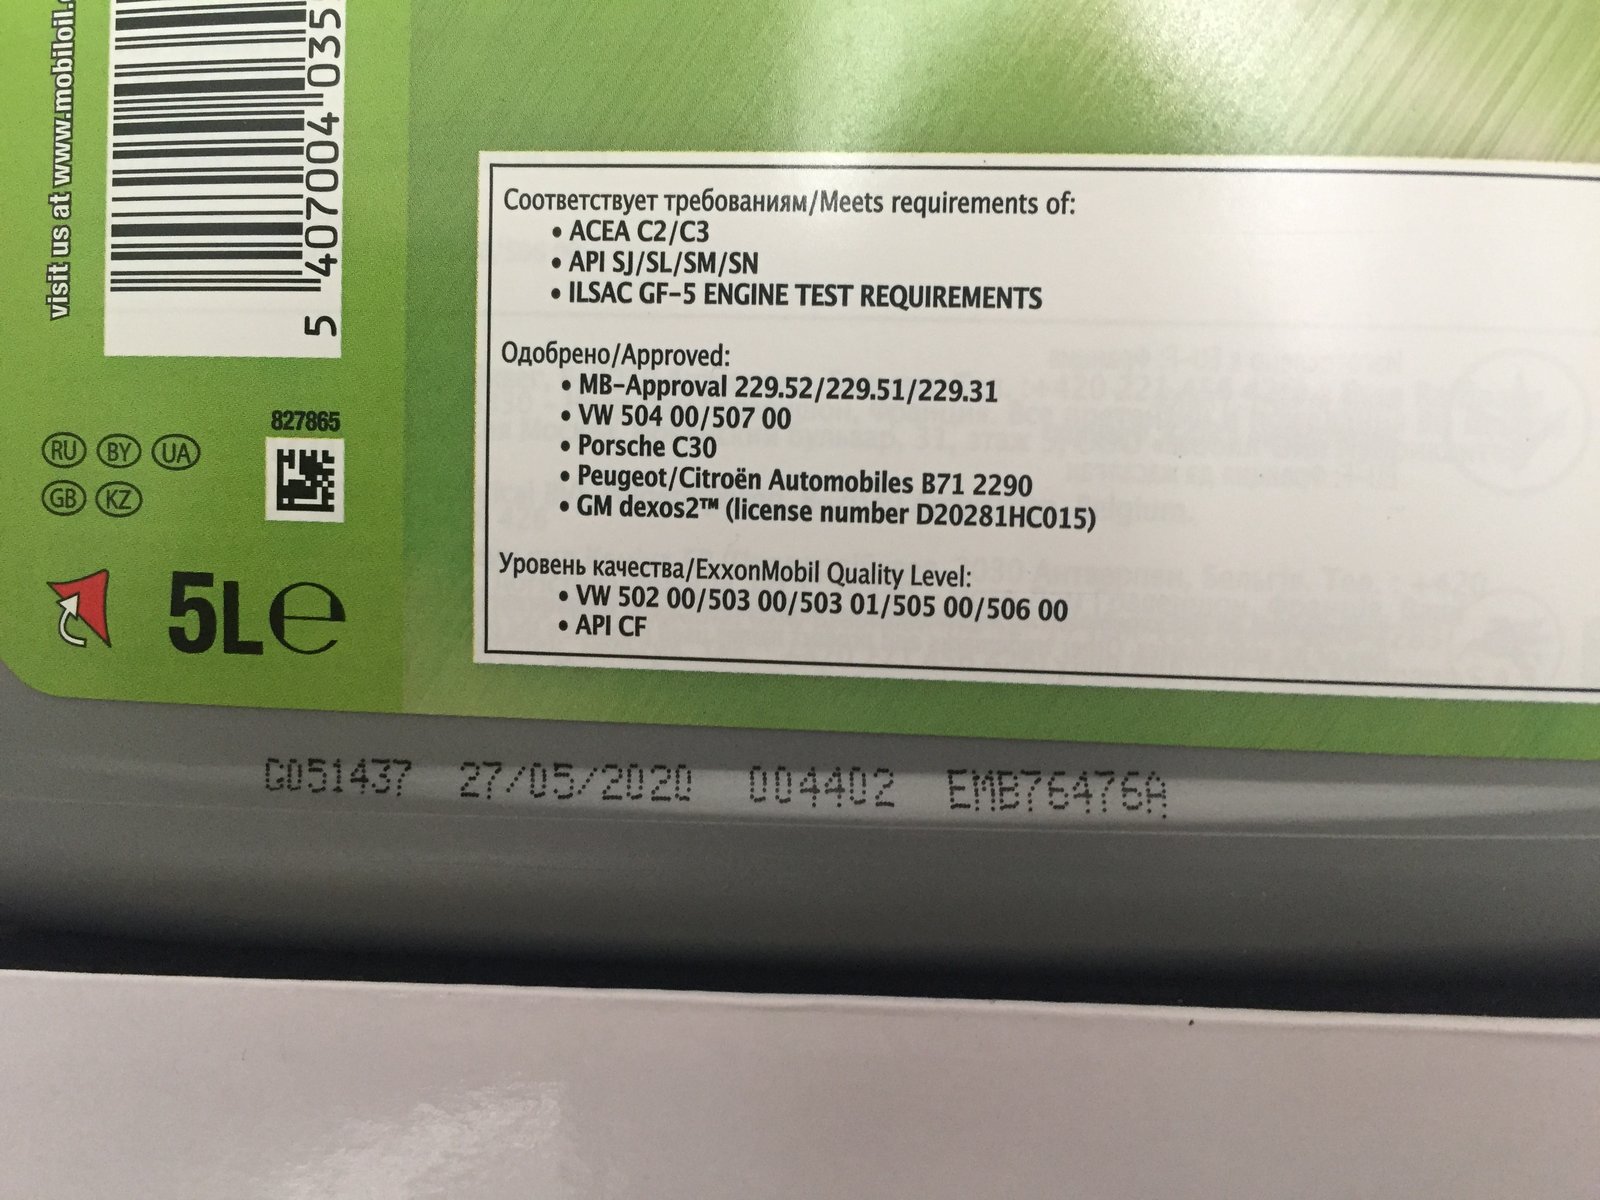 visit us at www.mobiloil.
5 407004 035
827865
RU BY UA
GB KZ
5L e
Соответствует требованиям/Meets requirements of:
• ACEA C2/C3
• API SJ/SL/SM/SN
• ILSAC GF-5 ENGINE TEST REQUIREMENTS
Одобрено/Approved:
• MB-Approval 229.52/229.51/229.31
• VW 504 00/507 00
• Porsche C30
• Peugeot/Citroën Automobiles B71 2290
• GM dexos2™ (license number D20281HC015)
Уровень качества/ExxonMobil Quality Level:
• VW 502 00/503 00/503 01/505 00/506 00
• API CF
G051437 27/05/2020 004402 EMB76476A